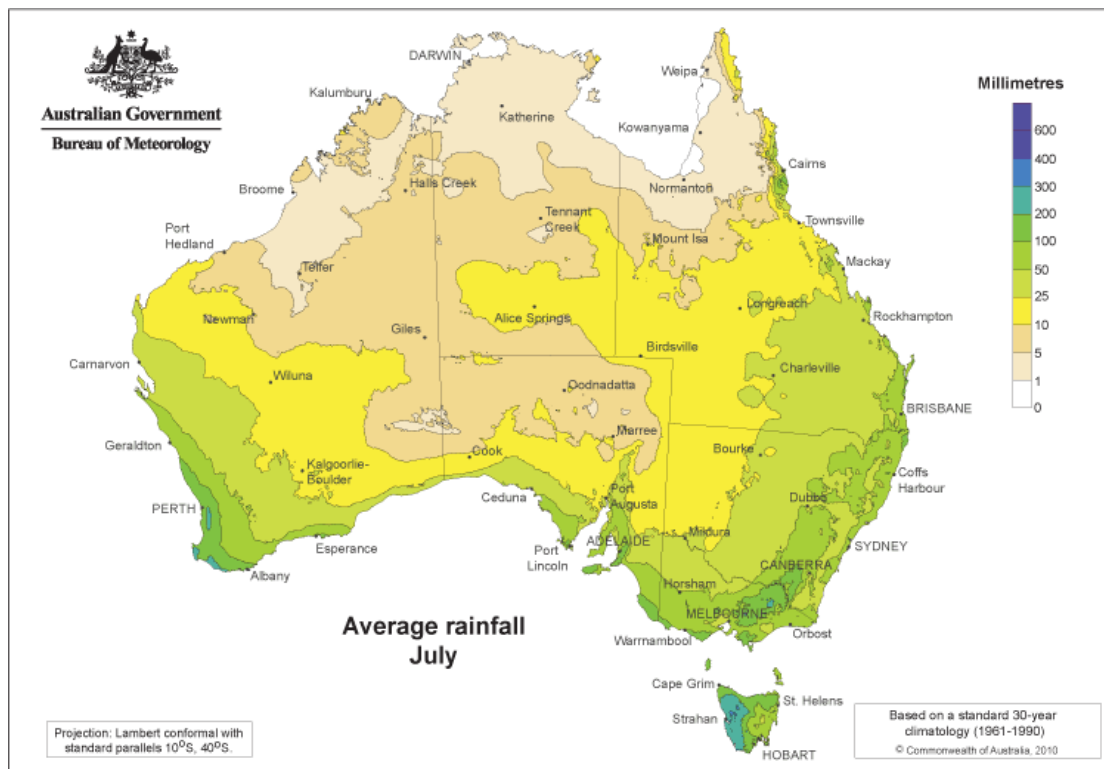 Australian Government
Bureau of Meteorology
DARWIN
Weipa
Kalumburu
Katherine
Kowanyama
Cairns
Broome
Halls Creek
Normanton
Townsville
Port
Hedland
Tennant
Creek
Mount Isa
Mackay
Telfer
Newman
Alice Springs
Longreach
Rockhampton
Giles
Birdsville
Carnarvon
Wiluna
Oodnadatta
Charleville
BRISBANE
Geraldton
Marree
Cook
Bourke
Kalgoorlie-
Boulder
Coffs
Harbour
Ceduna
Port
Augusta
Dubbo
PERTH
Esperance
ADELAIDE
Mildura
SYDNEY
Port
Lincoln
Albany
CANBERRA
Horsham
MELBOURNE
Warrnambool
Orbost
Cape Grim
St. Helens
Strahan
HOBART
Millimetres
600
400
300
200
100
50
25
10
5
1
0
Average rainfall
July
Projection: Lambert conformal with
standard parallels 10°S, 40°S.
Based on a standard 30-year
climatology (1961-1990)
© Commonwealth of Australia, 2010